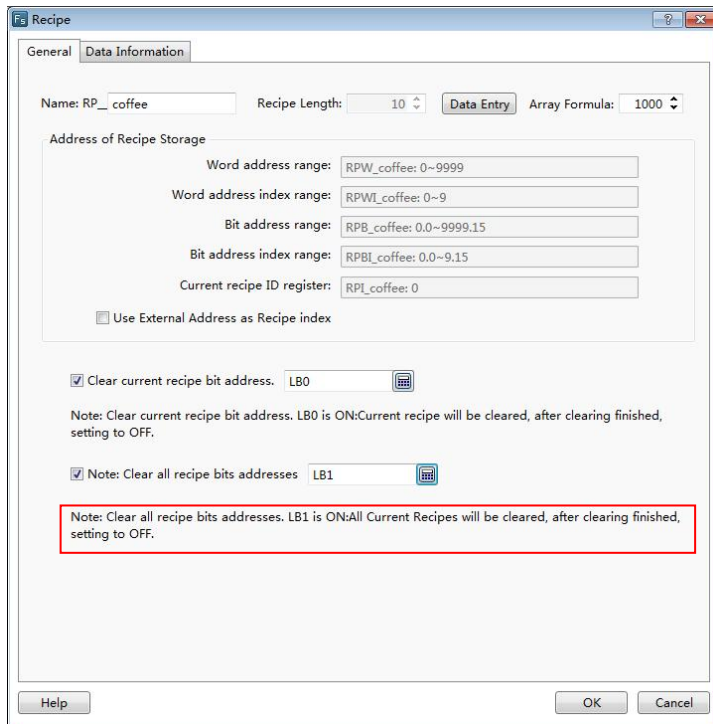 Fs Recipe
General Data Information
Name: RP_ coffee Recipe Length: 10 Data Entry Array Formula: 1000
Address of Recipe Storage
Word address range: RPW_coffee: 0~9999
Word address index range: RPWI_coffee: 0~9
Bit address range: RPB_coffee: 0.0~9999.15
Bit address index range: RPBI_coffee: 0.0~9.15
Current recipe ID register: RPI_coffee: 0
Use External Address as Recipe index
Clear current recipe bit address. LB0
Note: Clear current recipe bit address. LB0 is ON:Current recipe will be cleared, after clearing finished,
setting to OFF.
Note: Clear all recipe bits addresses LB1
Note: Clear all recipe bits addresses. LB1 is ON:All Current Recipes will be cleared, after clearing finished,
setting to OFF.
Help OK Cancel